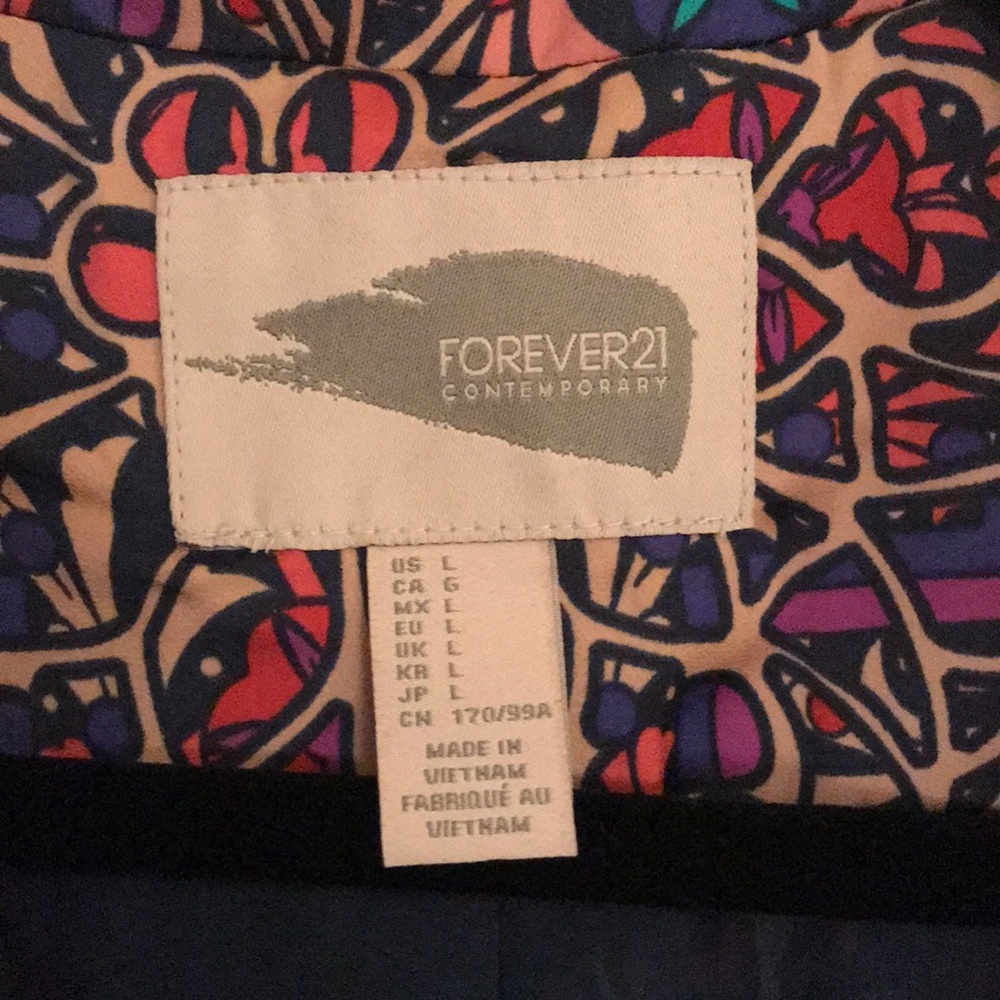 FOREVER21
CONTEMPORARY
US L
CA G
MX L
EU L
UK L
KR L
JP L
CN 170/99A
MADE IN
VIETNAM
FABRIQUÉ AU
VIETNAM